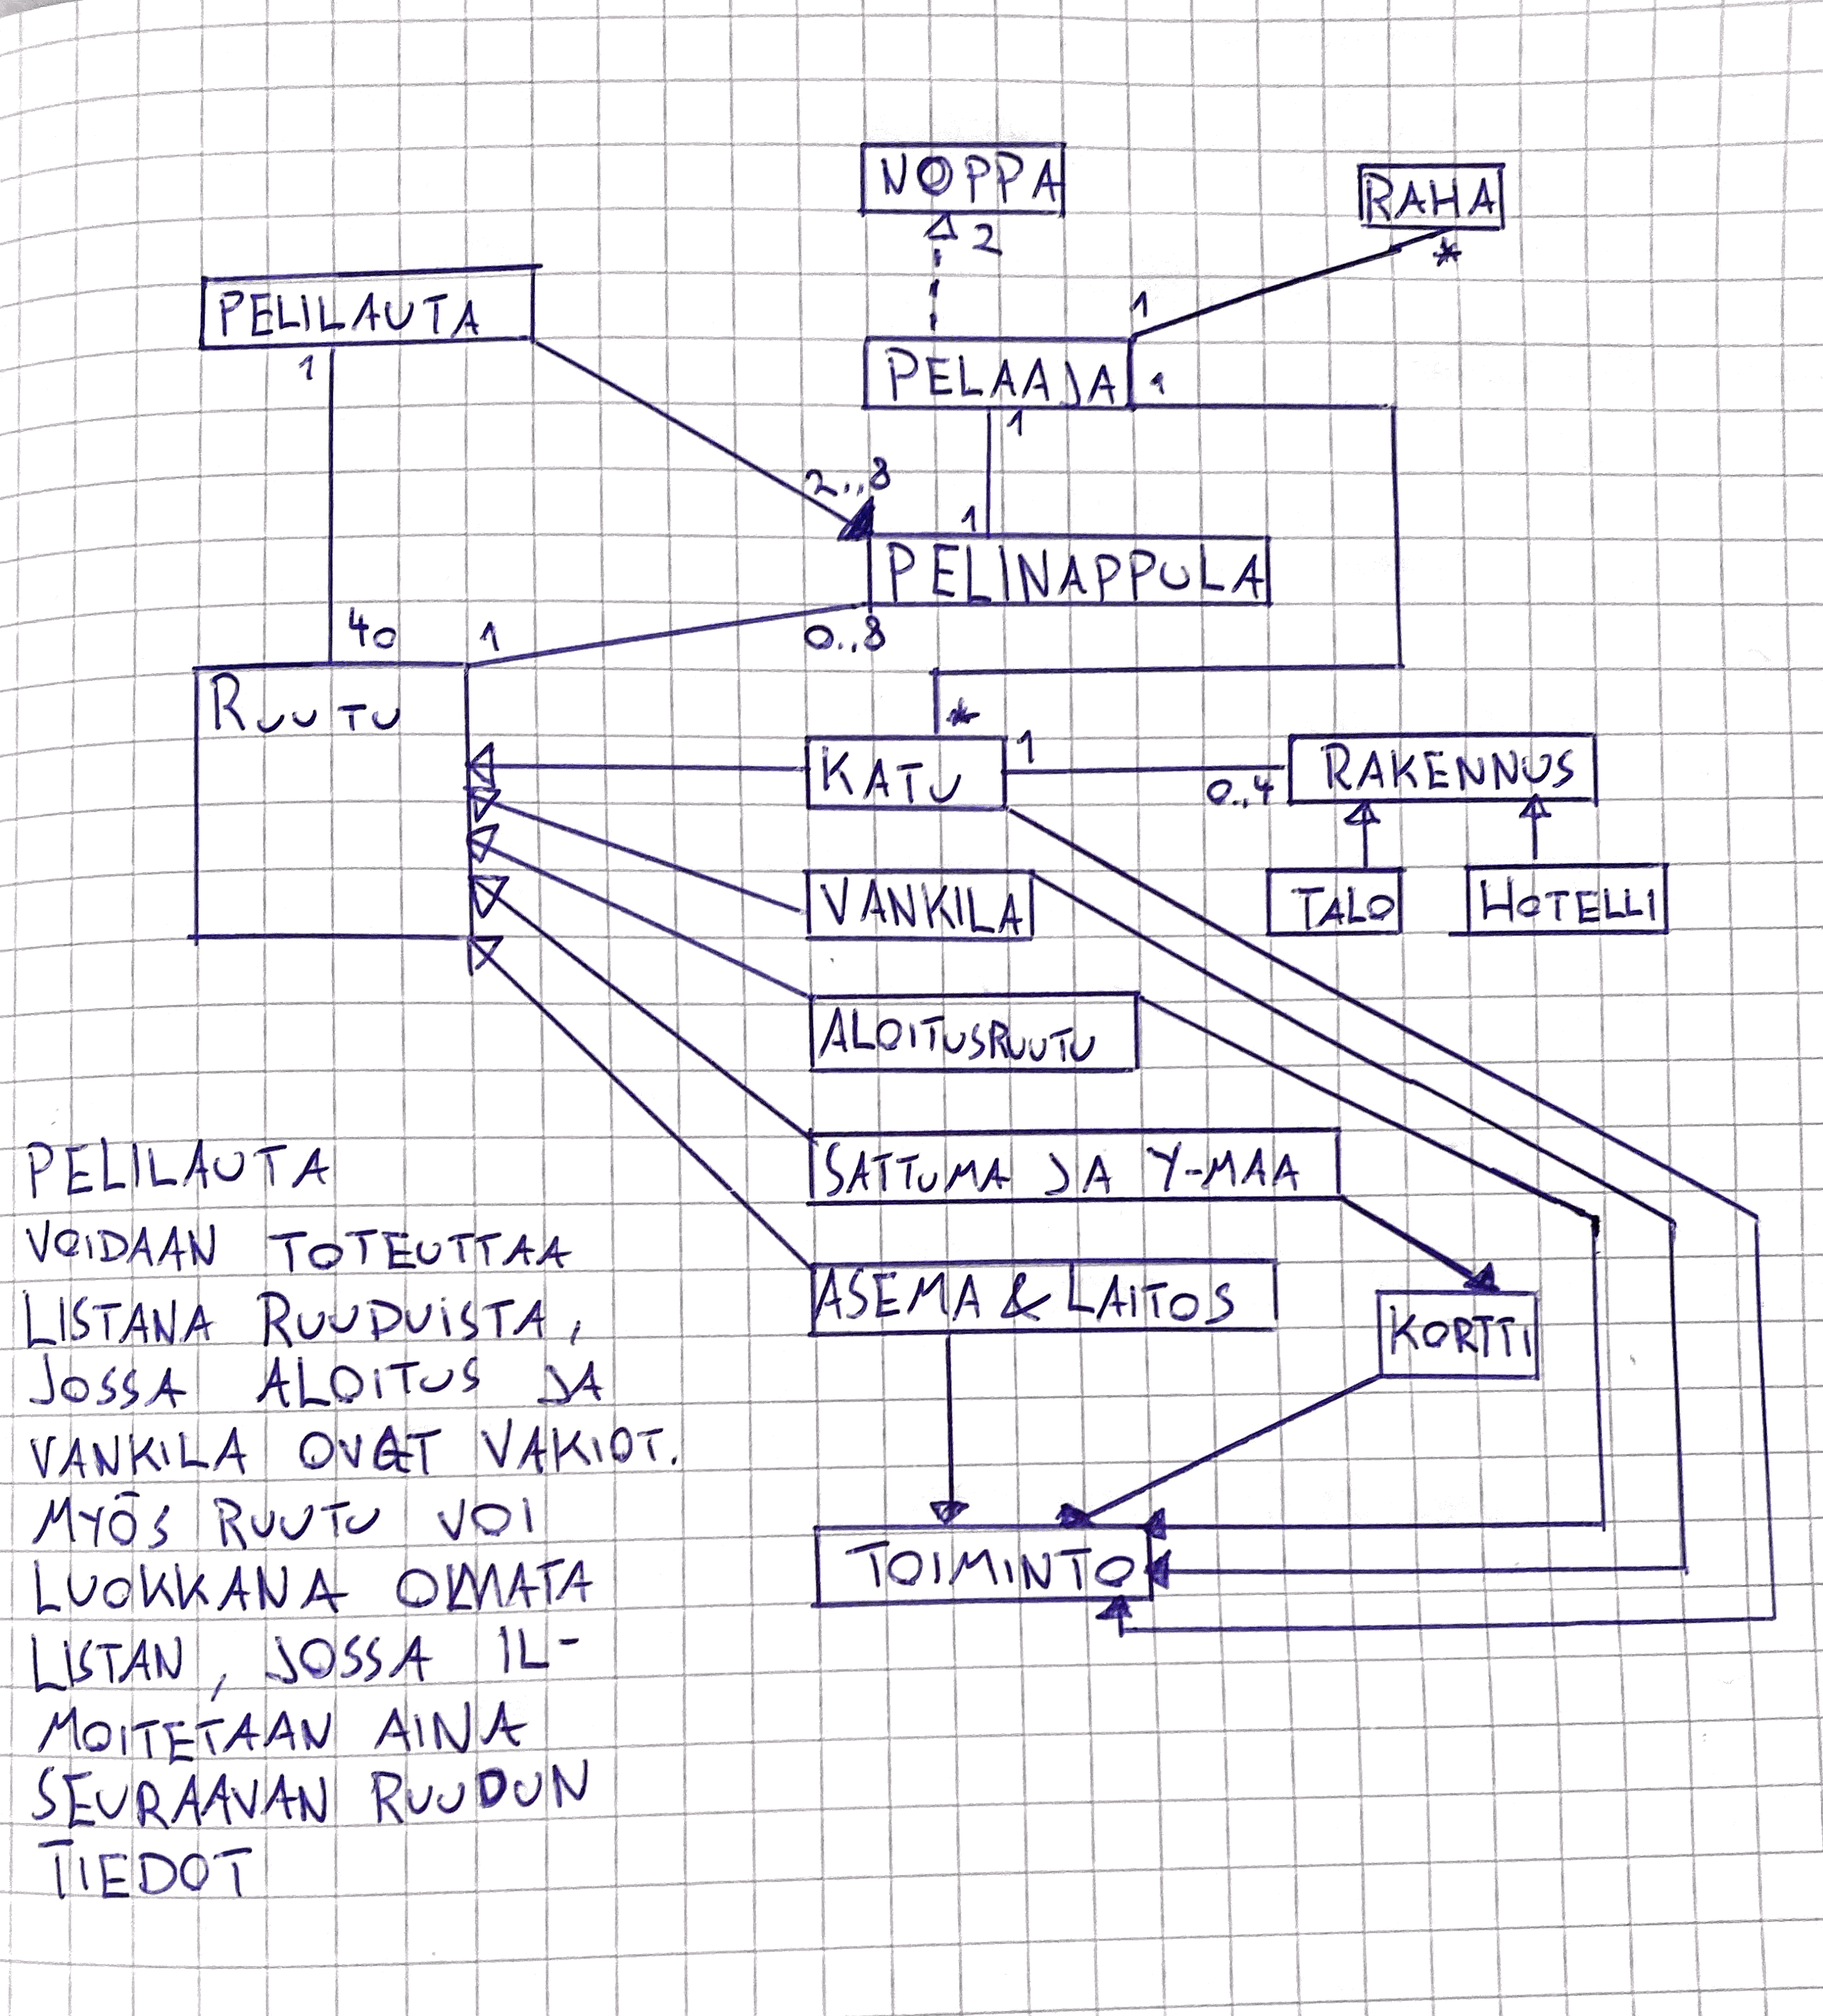 NOPPA
RAHA
2
*
PELILAUTA
1
1
PELAAJA
1
1
2..8
1
PELINAPPULA
40
1
0..8
RUUTU
*
KATU
1
0..4
RAKENNUS
VANKILA
TALO
HOTELLI
ALOITUSRUUTU
SATTUMA JA Y-MAA
ASEMA & LAITOS
KORTTI
TOIMINTO
PELILAUTA
VOIDAAN TOTEUTTAA
LISTANA RUUDUISTA,
JOSSA ALOITUS JA
VANKILA OVAT VAKIOT.
MYÖS RUUTU VOI
LUOKKANA OMATA
LISTAN, JOSSA IL-
MOITETAAN AINA
SEURAAVAN RUUDUN
TIEDOT